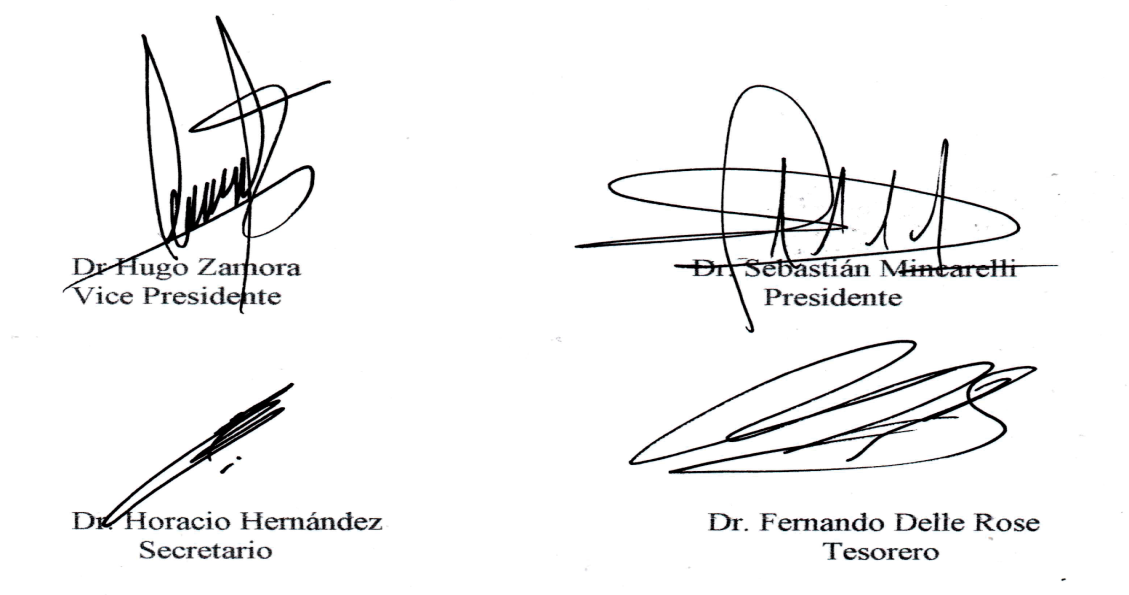 Dr Hugo Zamora
Vice Presidente
Dr. Sebastián Mincarelli
Presidente
Dr. Horacio Hernández
Secretario
Dr. Fernando Delle Rose
Tesorero